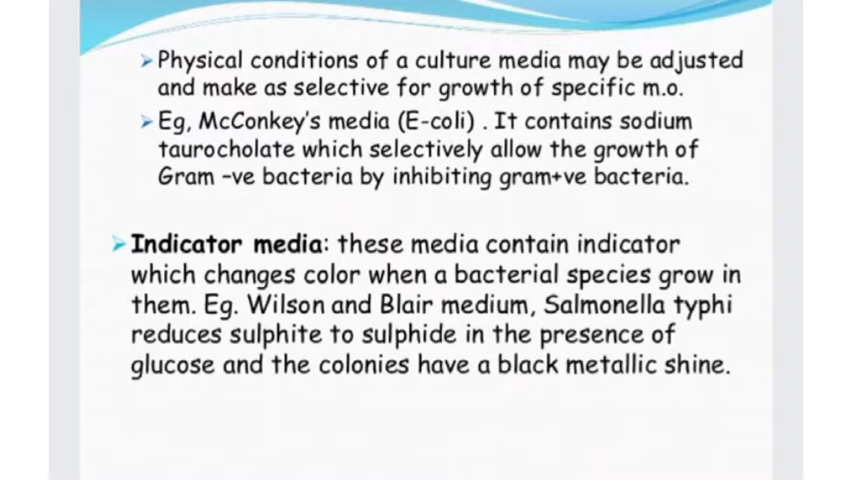 ➢Physical conditions of a culture media may be adjusted
and make as selective for growth of specific m.o.
➢Eg, McConkey's media (E-coli) . It contains sodium
taurocholate which selectively allow the growth of
Gram –ve bacteria by inhibiting gram+ve bacteria.
➢Indicator media: these media contain indicator
which changes color when a bacterial species grow in
them. Eg. Wilson and Blair medium, Salmonella typhi
reduces sulphite to sulphide in the presence of
glucose and the colonies have a black metallic shine.